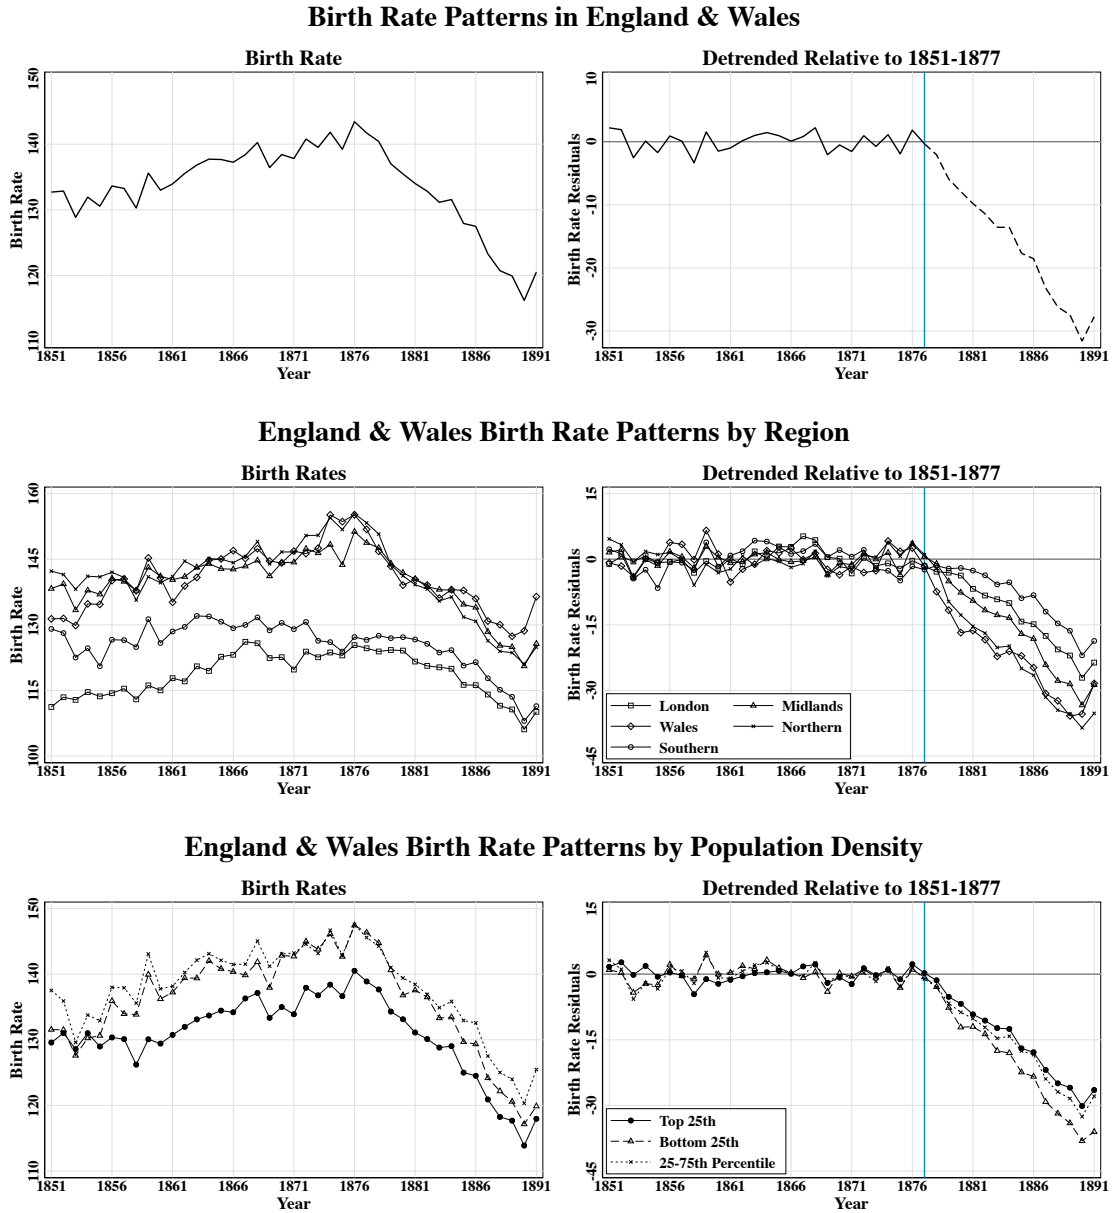 Birth Rate Patterns in England & Wales
Birth Rate
Detrended Relative to 1851-1877
Birth Rate
150
140
130
120
110
1851 1856 1861 1866 1871 1876 1881 1886 1891
Year
Birth Rate Residuals
10
0
-10
-20
-30
1851 1856 1861 1866 1871 1876 1881 1886 1891
Year
England & Wales Birth Rate Patterns by Region
Birth Rates
Detrended Relative to 1851-1877
Birth Rate
160
145
130
115
100
1851 1856 1861 1866 1871 1876 1881 1886 1891
Year
Birth Rate Residuals
15
0
-15
-30
-45
London Midlands
Wales Northern
Southern
1851 1856 1861 1866 1871 1876 1881 1886 1891
Year
England & Wales Birth Rate Patterns by Population Density
Birth Rates
Detrended Relative to 1851-1877
Birth Rate
150
140
130
120
110
1851 1856 1861 1866 1871 1876 1881 1886 1891
Year
Birth Rate Residuals
15
0
-15
-30
-45
Top 25th
Bottom 25th
25-75th Percentile
1851 1856 1861 1866 1871 1876 1881 1886 1891
Year